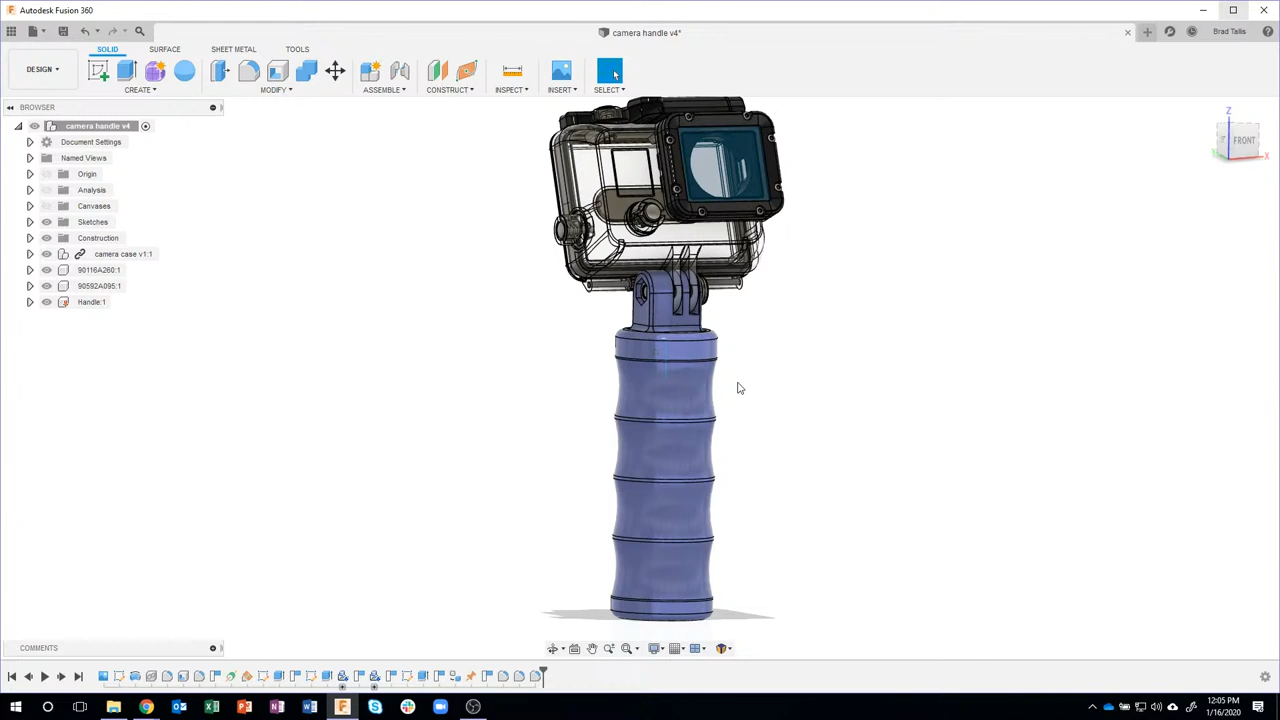 Autodesk Fusion 360
camera handle v4*
Brad Tallis
DESIGN
SOLID
SURFACE
SHEET METAL
TOOLS
CREATE
MODIFY
ASSEMBLE
CONSTRUCT
INSPECT
INSERT
SELECT
BROWSER
camera handle v4
Document Settings
Named Views
Origin
Analysis
Canvases
Sketches
Construction
camera case v1:1
90116A260:1
90592A095:1
Handle:1
Z
FRONT
X
COMMENTS
12:05 PM
1/16/2020